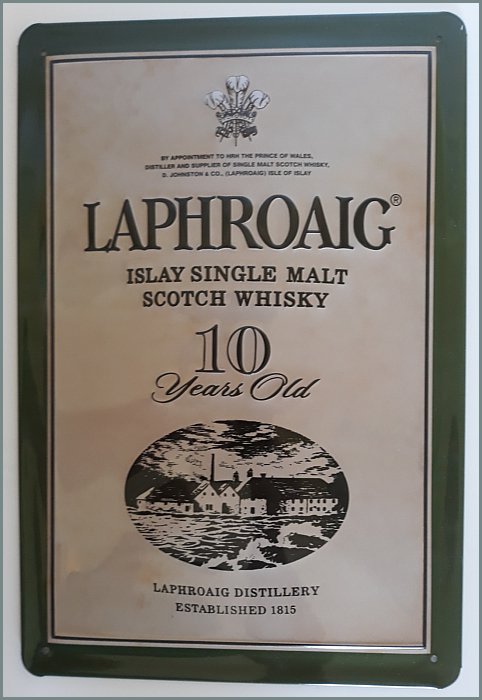 BY APPOINTMENT TO HRH THE PRINCE OF WALES,
DISTILLER AND SUPPLIER OF SINGLE MALT SCOTCH WHISKY,
D. JOHNSTON & CO., (LAPHROAIG) ISLE OF ISLAY
LAPHROAIG®
ISLAY SINGLE MALT
SCOTCH WHISKY
10
Years Old
LAPHROAIG DISTILLERY
ESTABLISHED 1815